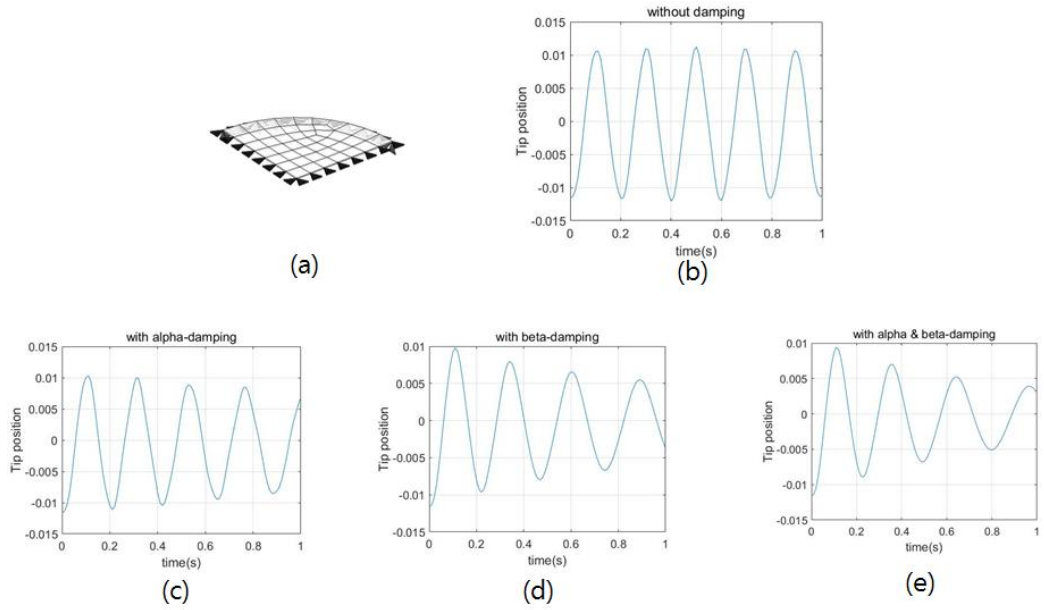 without damping
0.015
0.01
0.005
0
-0.005
-0.01
-0.015
Tip position
0 0.2 0.4 0.6 0.8 1
time(s)
(a)
(b)
with alpha-damping
0.015
0.01
0.005
0
-0.005
-0.01
-0.015
Tip position
0 0.2 0.4 0.6 0.8 1
time(s)
(c)
with beta-damping
0.01
0.005
0
-0.005
-0.01
-0.015
Tip position
0 0.2 0.4 0.6 0.8 1
time(s)
(d)
with alpha & beta-damping
0.01
0.005
0
-0.005
-0.01
-0.015
Tip position
0 0.2 0.4 0.6 0.8 1
time(s)
(e)